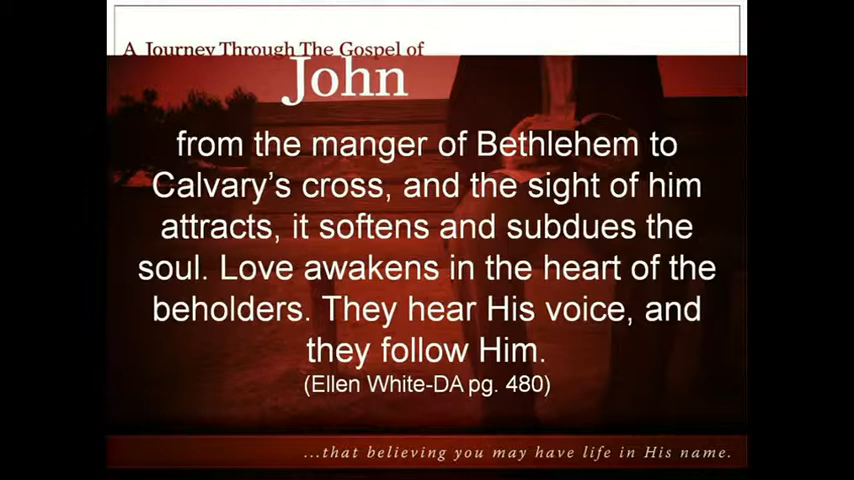 A Journey Through The Gospel of
John
from the manger of Bethlehem to
Calvary’s cross, and the sight of him
attracts, it softens and subdues the
soul. Love awakens in the heart of the
beholders. They hear His voice, and
they follow Him.
(Ellen White-DA pg. 480)
...that believing you may have life in His name.